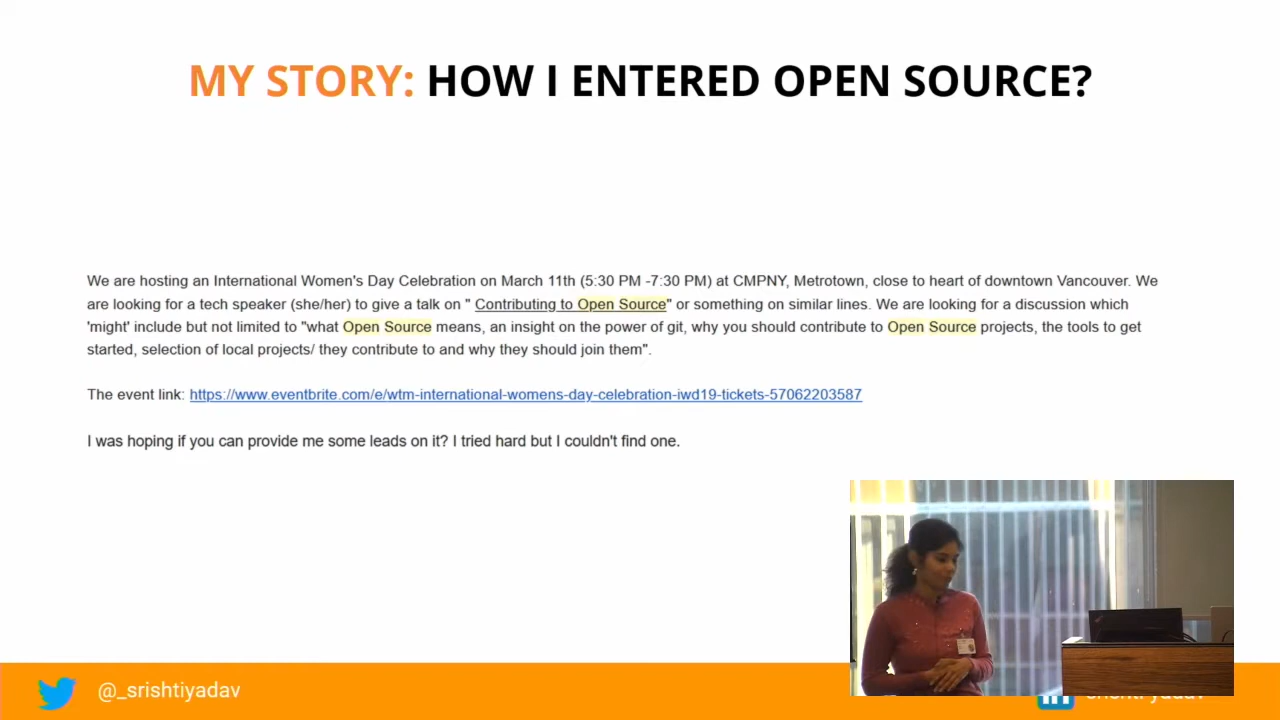 MY STORY: HOW I ENTERED OPEN SOURCE?
We are hosting an International Women's Day Celebration on March 11th (5:30 PM -7:30 PM) at CMPNY, Metrotown, close to heart of downtown Vancouver. We
are looking for a tech speaker (she/her) to give a talk on " Contributing to Open Source" or something on similar lines. We are looking for a discussion which
'might' include but not limited to "what Open Source means, an insight on the power of git, why you should contribute to Open Source projects, the tools to get
started, selection of local projects/ they contribute to and why they should join them".
The event link: https://www.eventbrite.com/e/wtm-international-womens-day-celebration-iwd19-tickets-57062203587
I was hoping if you can provide me some leads on it? I tried hard but I couldn't find one.
@_srishtiyadav